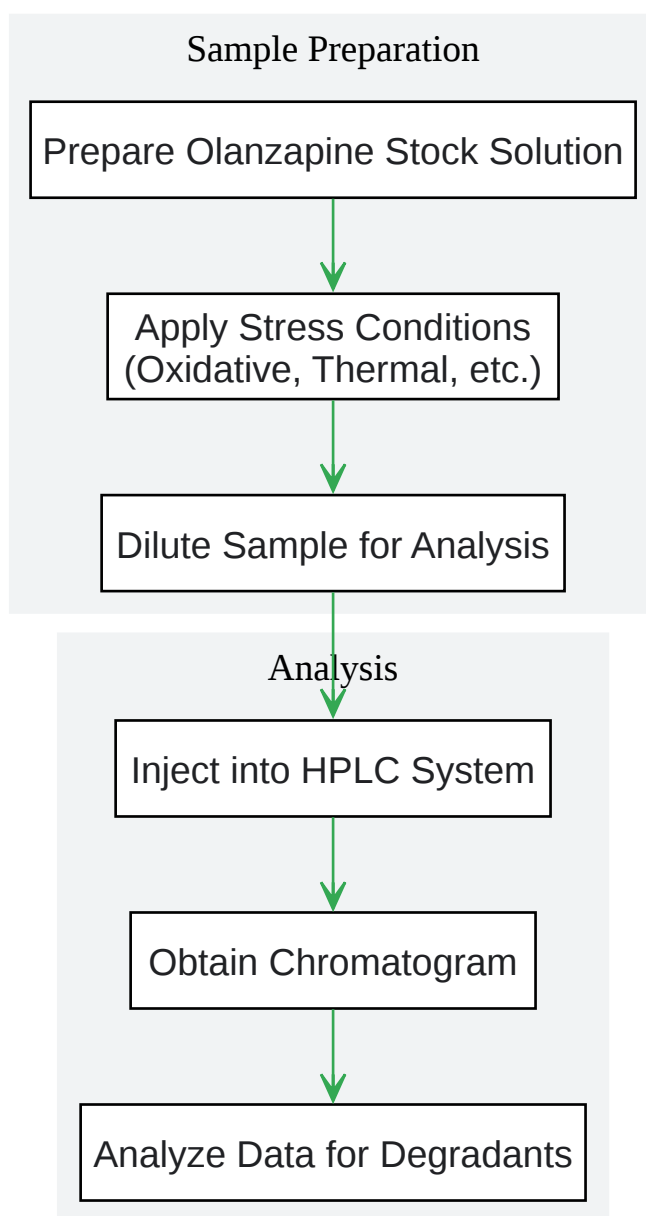 Sample Preparation
Prepare Olanzapine Stock Solution
Apply Stress Conditions
(Oxidative, Thermal, etc.)
Dilute Sample for Analysis
Analysis
Inject into HPLC System
Obtain Chromatogram
Analyze Data for Degradants